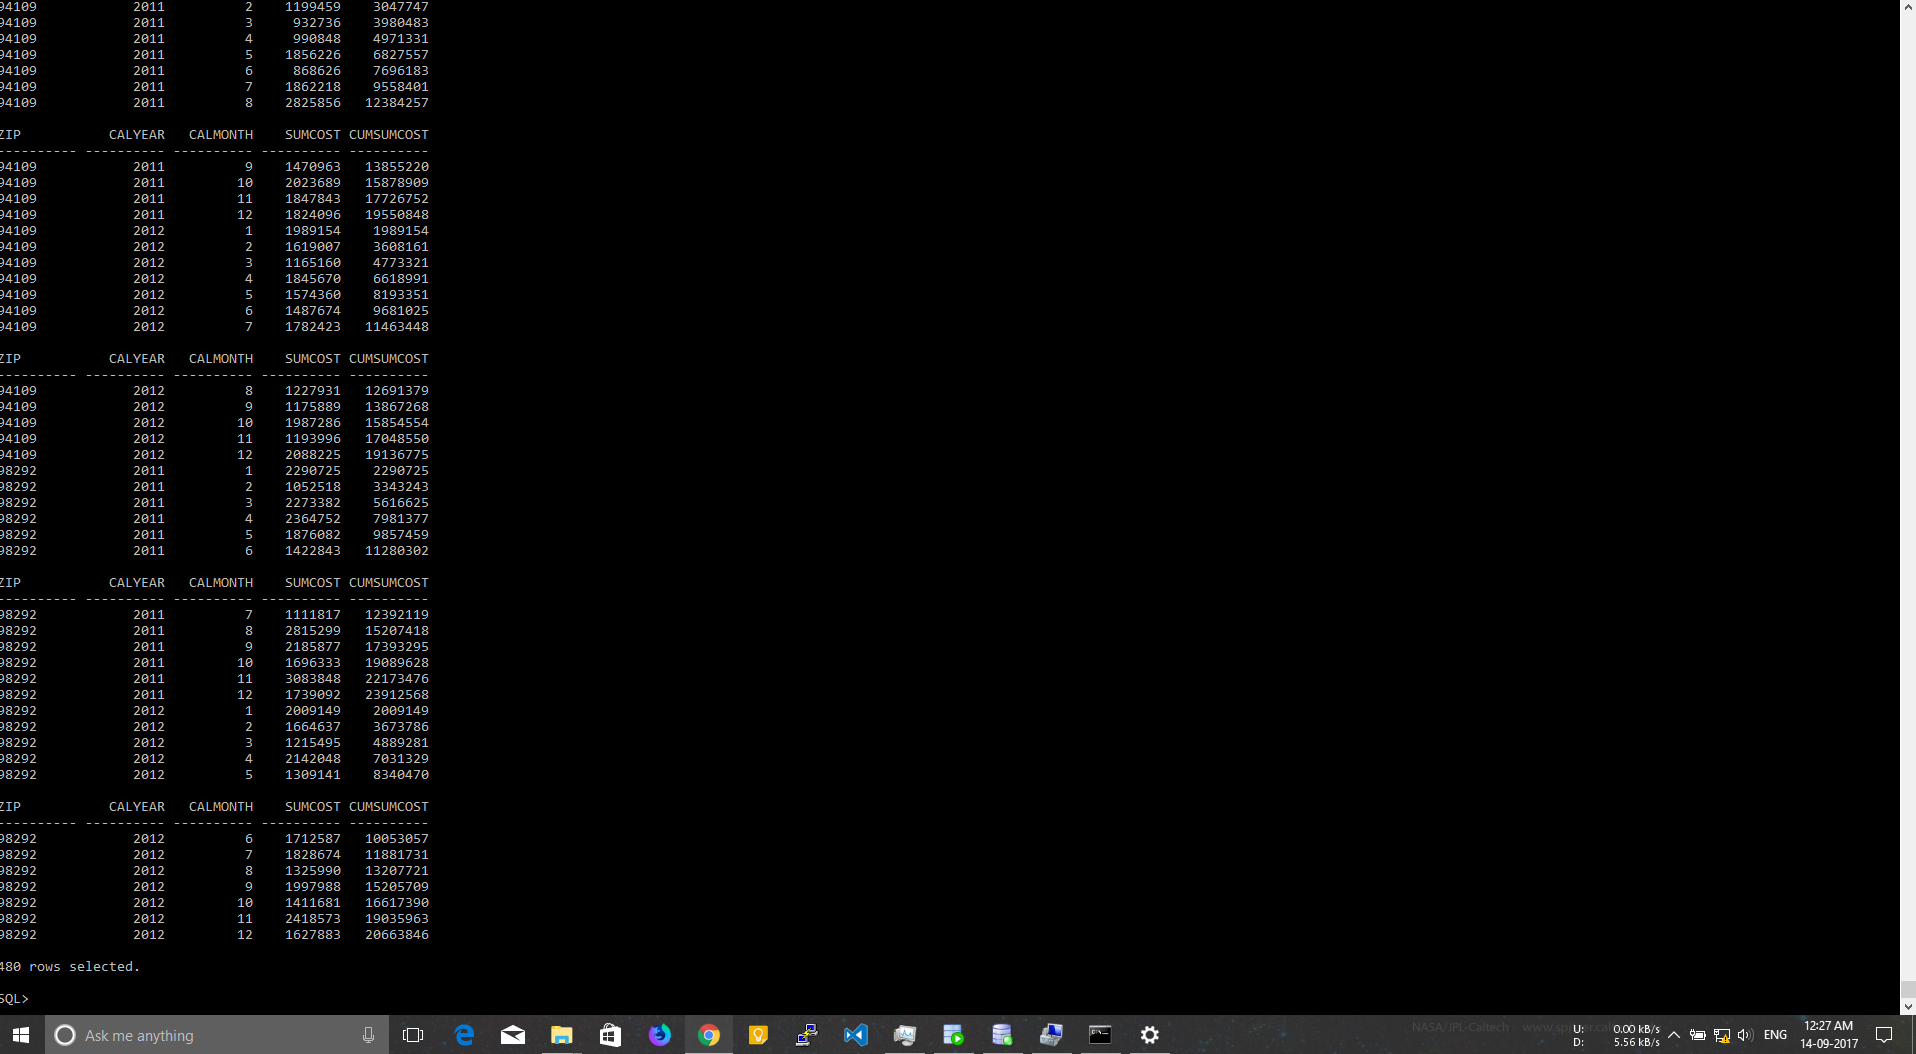 94109 2011 2 1199459 3047747
94109 2011 3 932736 3980483
94109 2011 4 990848 4971331
94109 2011 5 1856226 6827557
94109 2011 6 868626 7696183
94109 2011 7 1862218 9558401
94109 2011 8 2825856 12384257
ZIP CALYEAR CALMONTH SUMCOST CUMSUMCOST
---------- ---------- ---------- ---------- ----------
94109 2011 9 1470963 13855220
94109 2011 10 2023689 15878909
94109 2011 11 1847843 17726752
94109 2011 12 1824096 19550848
94109 2012 1 1989154 1989154
94109 2012 2 1619007 3608161
94109 2012 3 1165160 4773321
94109 2012 4 1845670 6618991
94109 2012 5 1574360 8193351
94109 2012 6 1487674 9681025
94109 2012 7 1782423 11463448
ZIP CALYEAR CALMONTH SUMCOST CUMSUMCOST
---------- ---------- ---------- ---------- ----------
94109 2012 8 1227931 12691379
94109 2012 9 1175889 13867268
94109 2012 10 1987286 15854554
94109 2012 11 1193996 17048550
94109 2012 12 2088225 19136775
98292 2011 1 2290725 2290725
98292 2011 2 1052518 3343243
98292 2011 3 2273382 5616625
98292 2011 4 2364752 7981377
98292 2011 5 1876082 9857459
98292 2011 6 1422843 11280302
ZIP CALYEAR CALMONTH SUMCOST CUMSUMCOST
---------- ---------- ---------- ---------- ----------
98292 2011 7 1111817 12392119
98292 2011 8 2815299 15207418
98292 2011 9 2185877 17393295
98292 2011 10 1696333 19089628
98292 2011 11 3083848 22173476
98292 2011 12 1739092 23912568
98292 2012 1 2009149 2009149
98292 2012 2 1664637 3673786
98292 2012 3 1215495 4889281
98292 2012 4 2142048 7031329
98292 2012 5 1309141 8340470
ZIP CALYEAR CALMONTH SUMCOST CUMSUMCOST
---------- ---------- ---------- ---------- ----------
98292 2012 6 1712587 10053057
98292 2012 7 1828674 11881731
98292 2012 8 1325990 13207721
98292 2012 9 1997988 15205709
98292 2012 10 1411681 16617390
98292 2012 11 2418573 19035963
98292 2012 12 1627883 20663846
480 rows selected.
SQL>
Ask me anything
NASA/JPL-Caltech
U: 0.00 kB/s
D: 5.56 kB/s
ENG
12:27 AM
14-09-2017